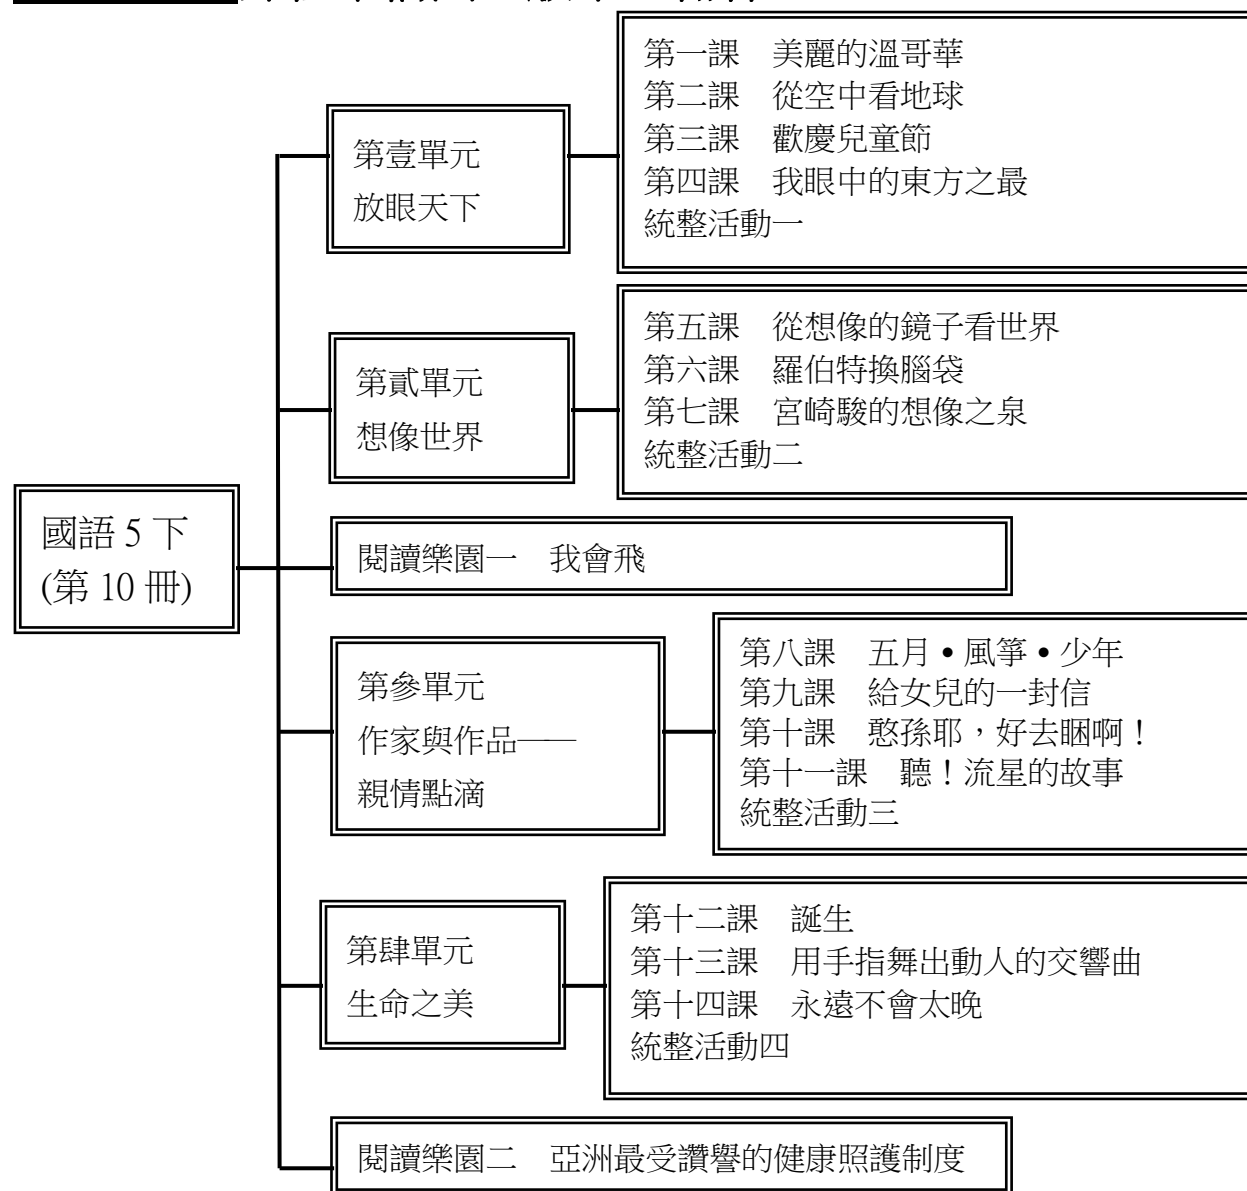 第一課　美麗的溫哥華
第二課　從空中看地球
第三課　歡慶兒童節
第四課　我眼中的東方之最
統整活動一
第壹單元
放眼天下
第五課　從想像的鏡子看世界
第六課　羅伯特換腦袋
第七課　宮崎駿的想像之泉
統整活動二
第貳單元
想像世界
國語 5 下
(第 10 冊)
閱讀樂園一　我會飛
第八課　五月•風箏•少年
第九課　給女兒的一封信
第十課　憨孫耶，好去睏啊！
第十一課　聽！流星的故事
統整活動三
第參單元
作家與作品——
親情點滴
第十二課　誕生
第十三課　用手指舞出動人的交響曲
第十四課　永遠不會太晚
統整活動四
第肆單元
生命之美
閱讀樂園二　亞洲最受讚譽的健康照護制度